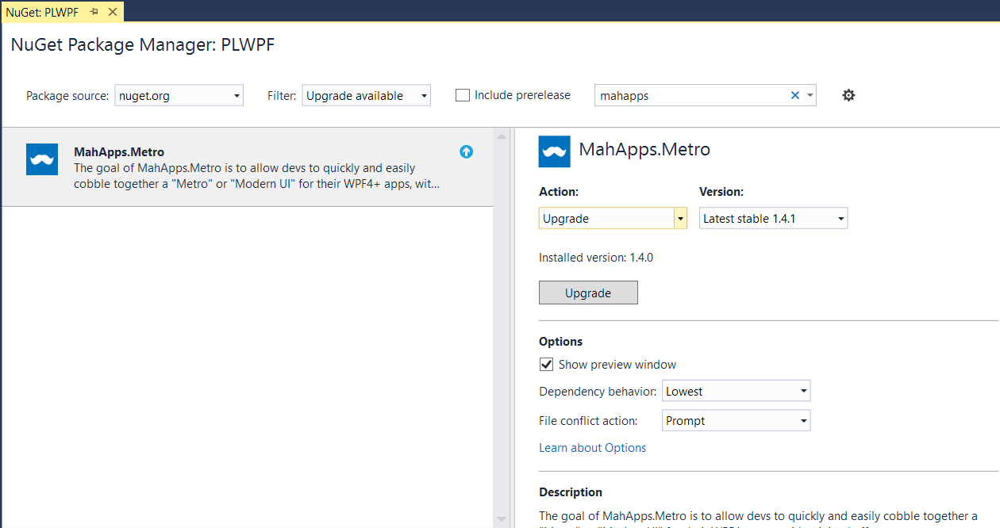 NuGet: PLWPF
NuGet Package Manager: PLWPF
Package source: nuget.org Filter: Upgrade available Include prerelease mahapps
MahApps.Metro
The goal of MahApps.Metro is to allow devs to quickly and easily
cobble together a "Metro" or "Modern UI" for their WPF4+ apps, wit...
MahApps.Metro
Action: Version:
Upgrade Latest stable 1.4.1
Installed version: 1.4.0
Upgrade
Options
Show preview window
Dependency behavior: Lowest
File conflict action: Prompt
Learn about Options
Description
The goal of MahApps.Metro is to allow devs to quickly and easily cobble together a